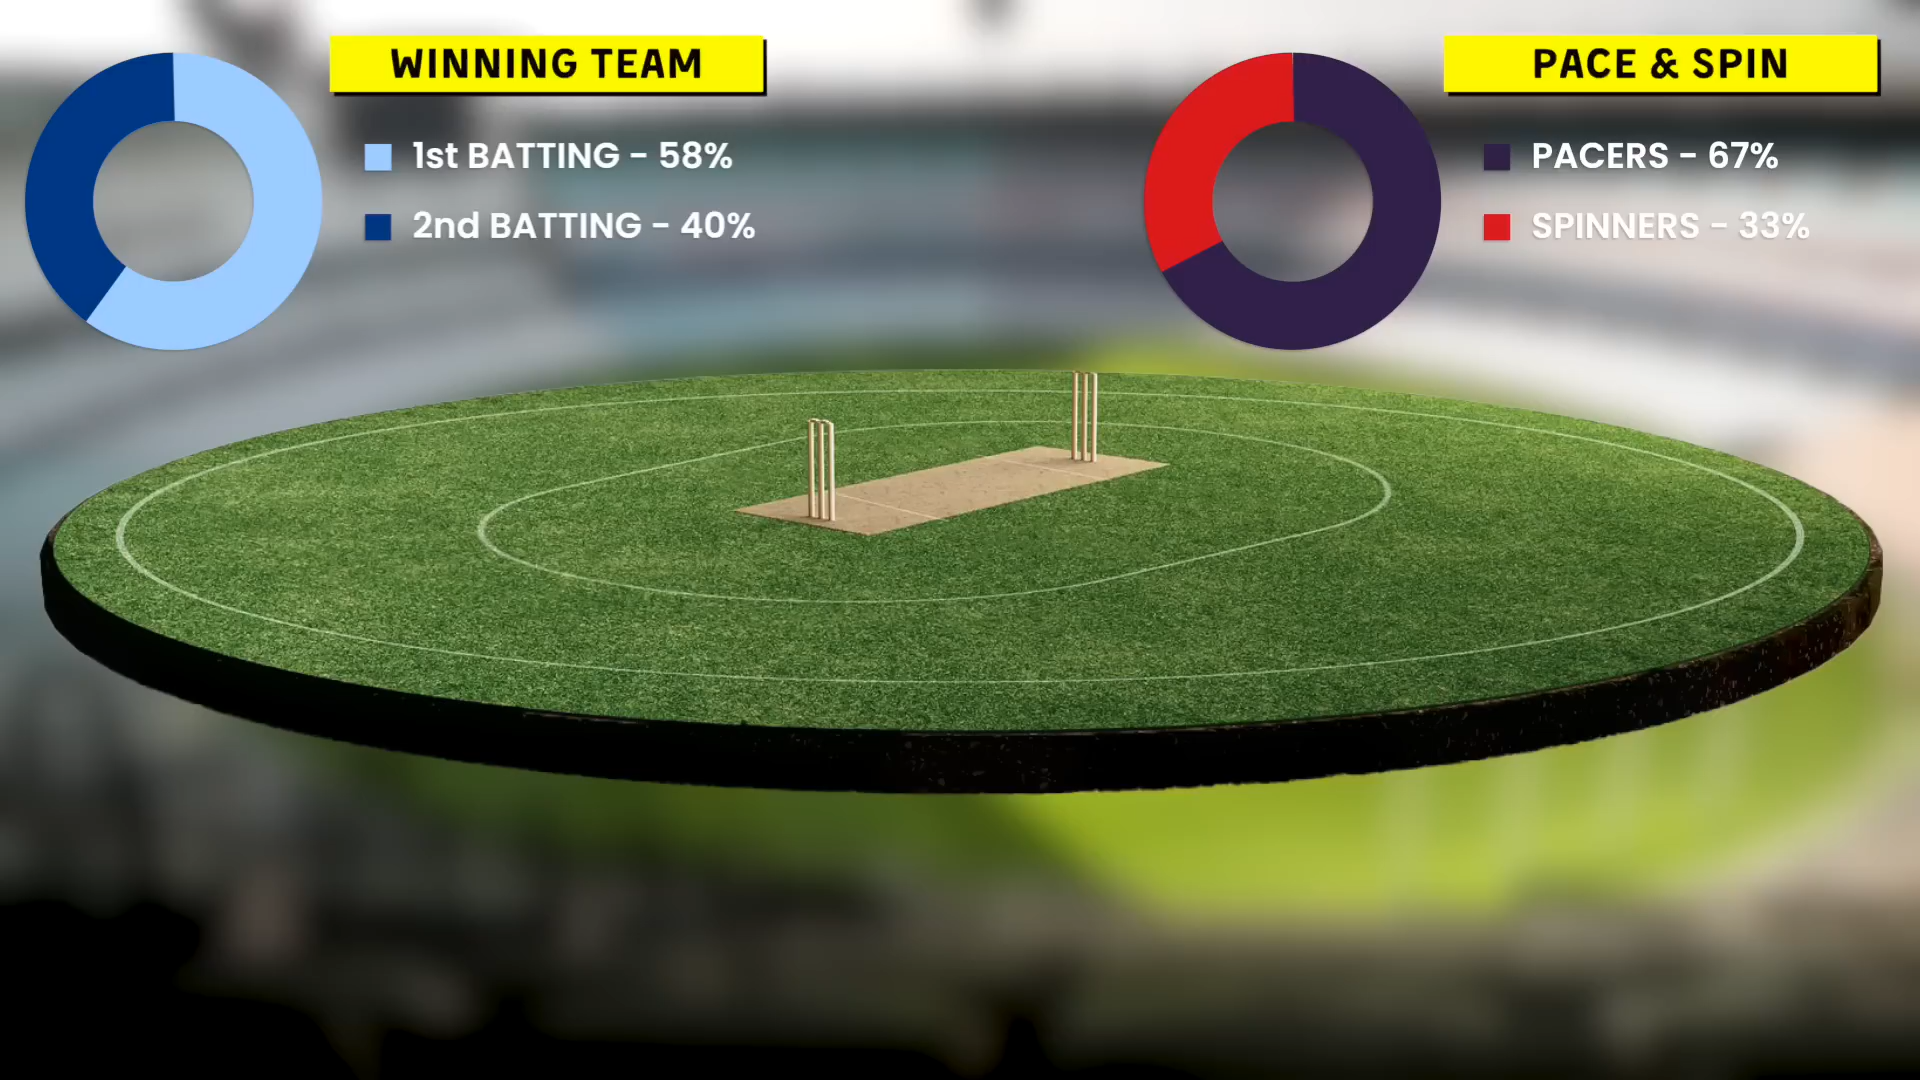 WINNING TEAM
1st BATTING - 58%
2nd BATTING - 40%
PACE & SPIN
PACERS - 67%
SPINNERS - 33%